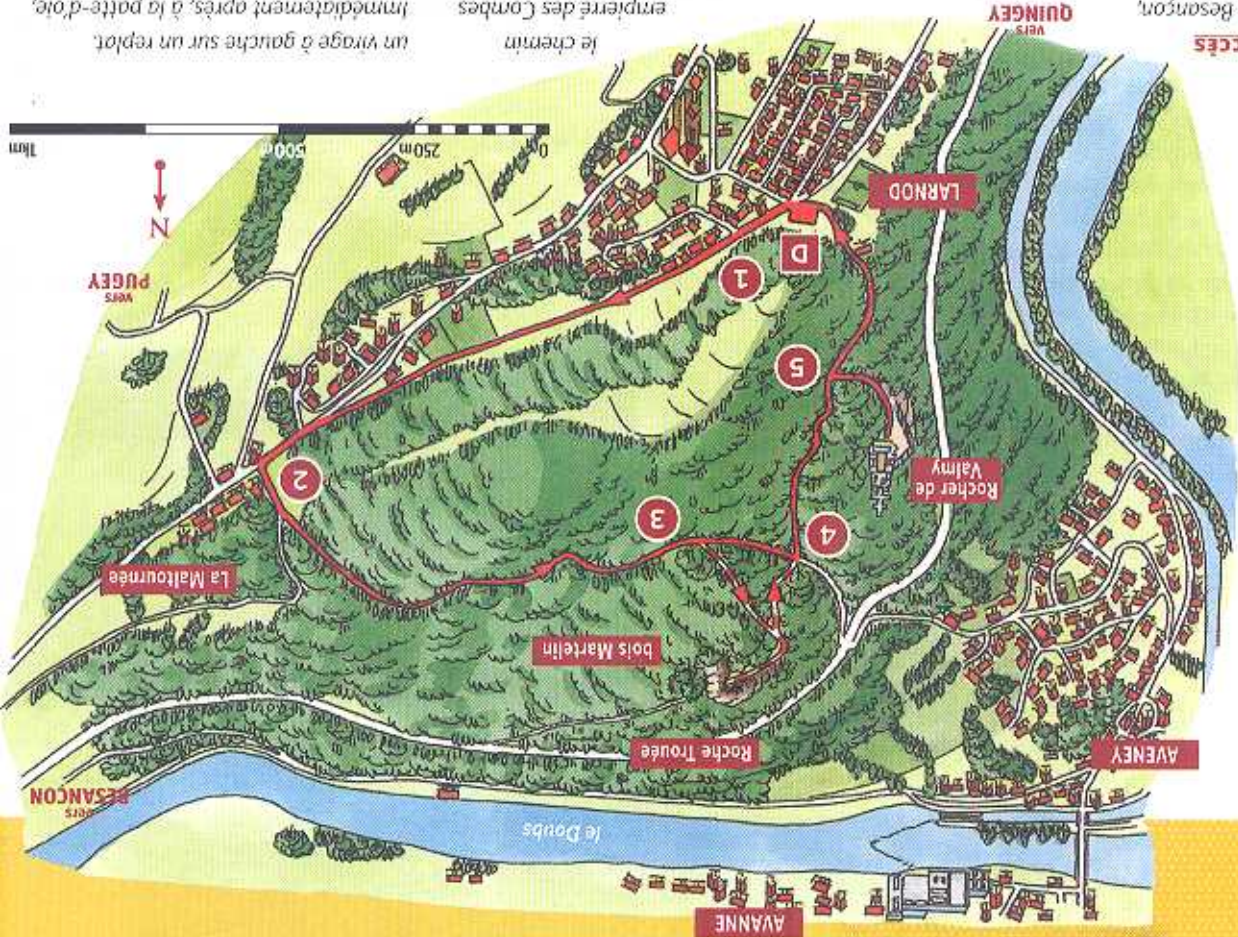 AVANNE
le Doubs
AVENEY
vers
BESANÇON
Roche Trouée
bois Martelin
La Maltournée
Rocher de
Valmy
4
3
2
5
1
D
LARNOD
vers
PUGEY
N
0 250 m 500 m 1km
vers
QUINGEY
CCÈS
Besançon,
le chemin
empierré des Combes
un virage à gauche sur un replot.
Immédiatement après, à la patte-d'oie,